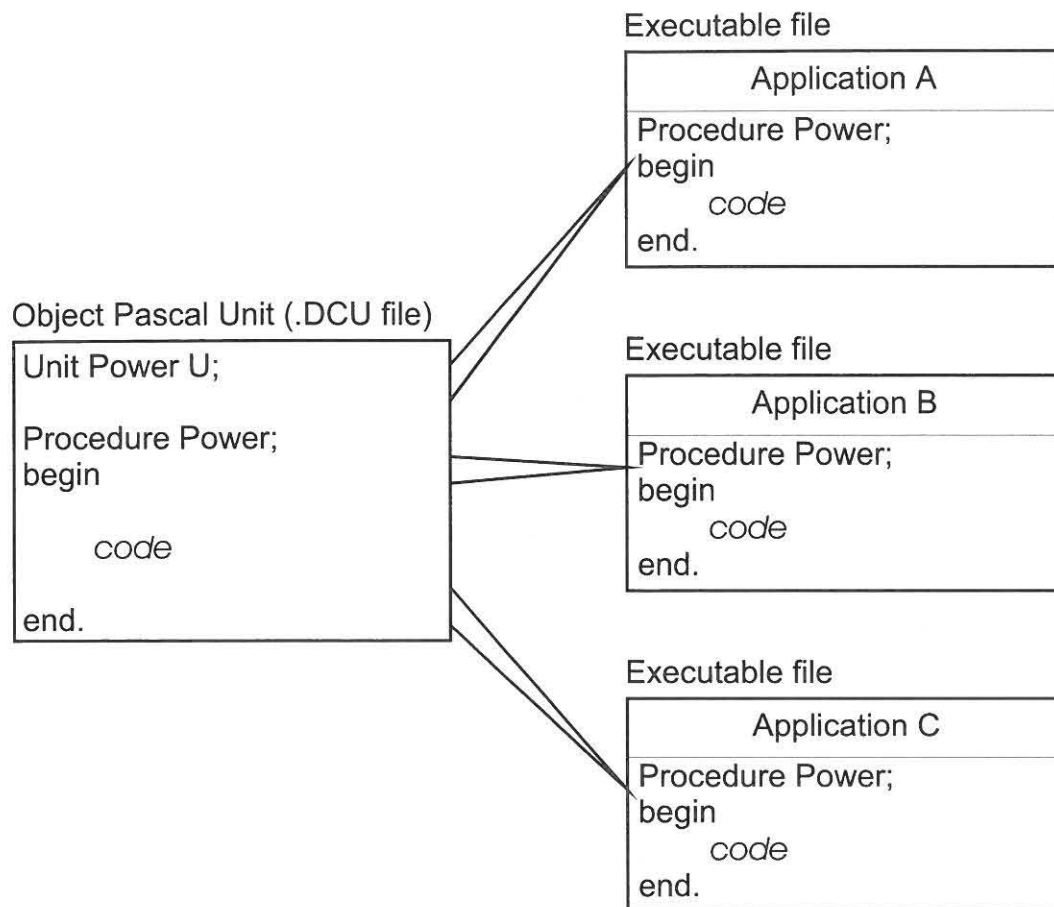 Object Pascal Unit (.DCU file)
Unit Power U;
Procedure Power;
begin
code
end.
Executable file
Application A
Procedure Power;
begin
code
end.
Executable file
Application B
Procedure Power;
begin
code
end.
Executable file
Application C
Procedure Power;
begin
code
end.